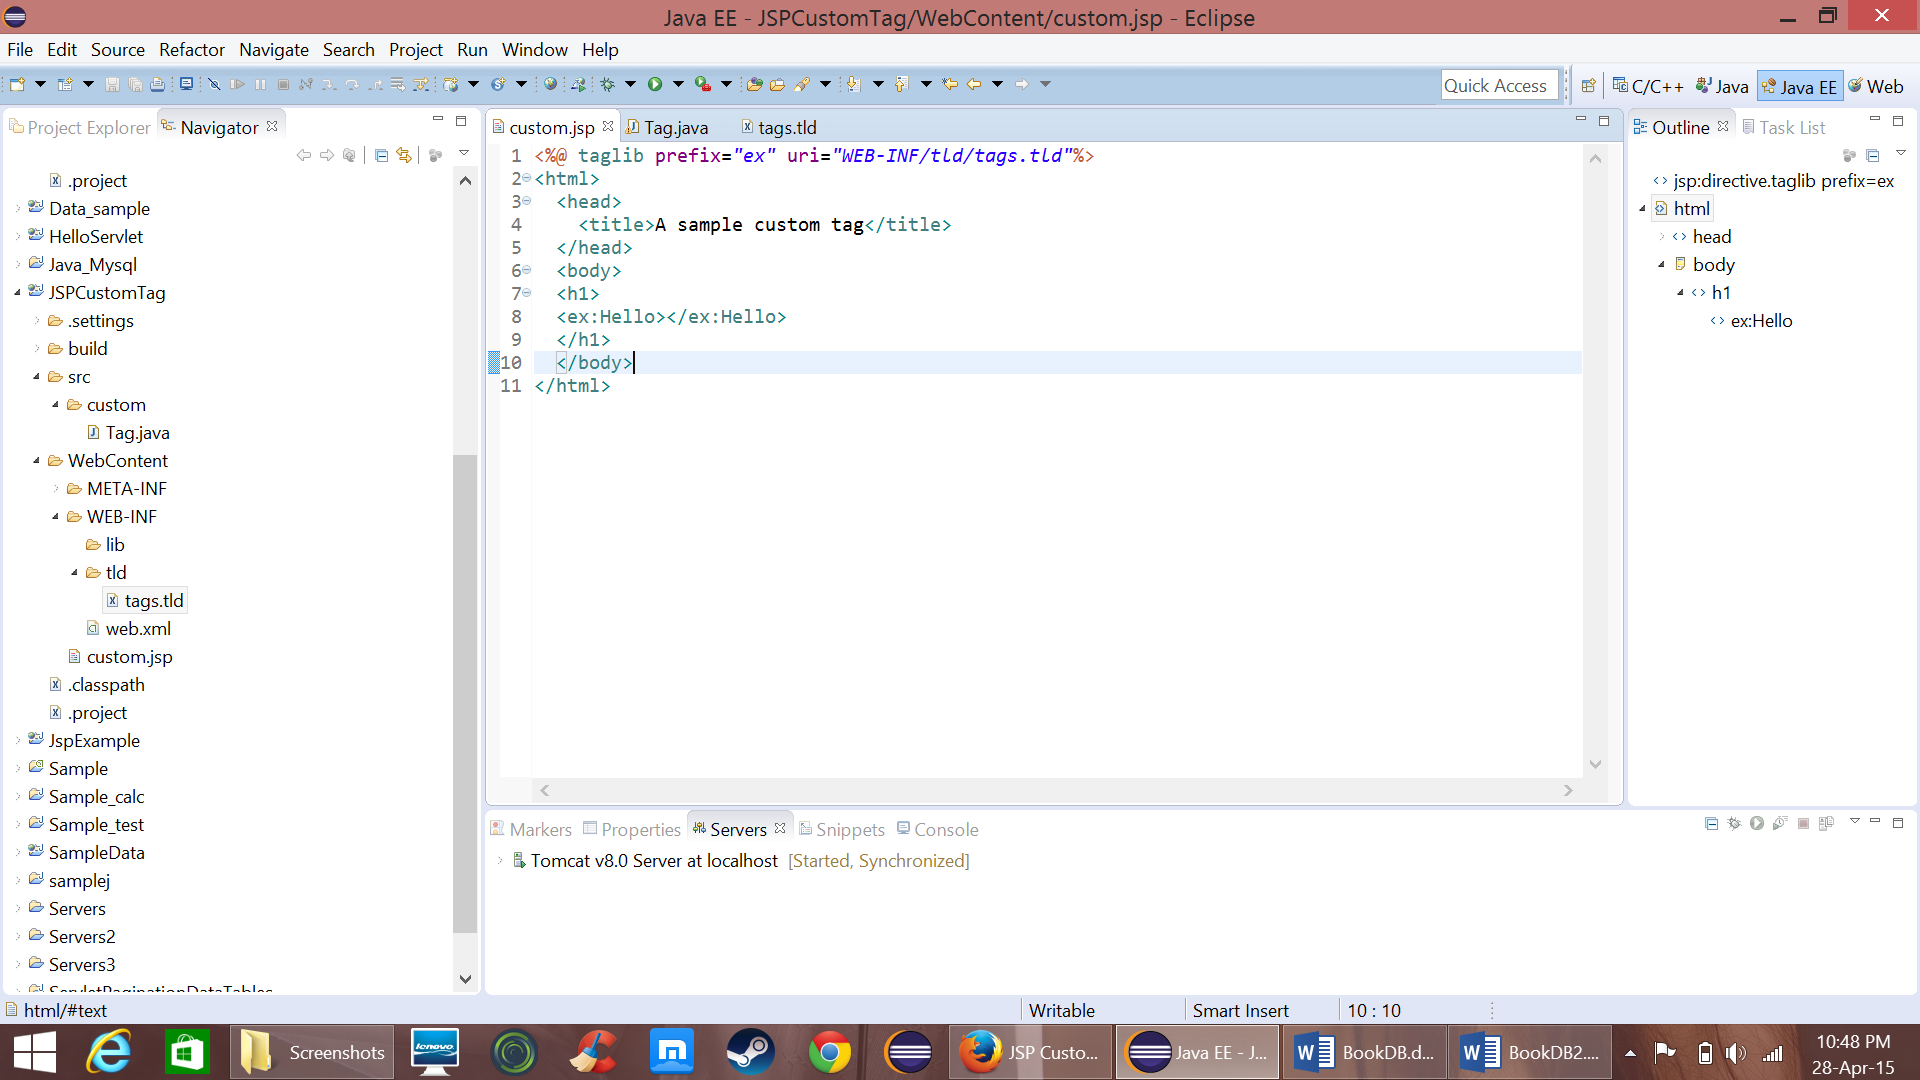 Java EE - JSPCustomTag/WebContent/custom.jsp - Eclipse
File Edit Source Refactor Navigate Search Project Run Window Help
Quick Access C/C++ Java Java EE Web
Project Explorer Navigator
.project
Data_sample
HelloServlet
Java_Mysql
JSPCustomTag
.settings
build
src
custom
Tag.java
WebContent
META-INF
WEB-INF
lib
tld
tags.tld
web.xml
custom.jsp
.classpath
.project
JspExample
Sample
Sample_calc
Sample_test
SampleData
samplej
Servers
Servers2
Servers3
ServletPaginationDataTables
custom.jsp Tag.java tags.tld
1 <%@ taglib prefix="ex" uri="WEB-INF/tld/tags.tld"%>
2 <html>
3 <head>
4 <title>A sample custom tag</title>
5 </head>
6 <body>
7 <h1>
8 <ex:Hello></ex:Hello>
9 </h1>
10 </body>
11 </html>
Outline Task List
jsp:directive.taglib prefix=ex
html
head
body
h1
ex:Hello
Markers Properties Servers Snippets Console
Tomcat v8.0 Server at localhost [Started, Synchronized]
html/#text Writable Smart Insert 10 : 10
Screenshots lenovo JSP Custo... Java EE - J... BookDB.d... BookDB2....
10:48 PM
28-Apr-15